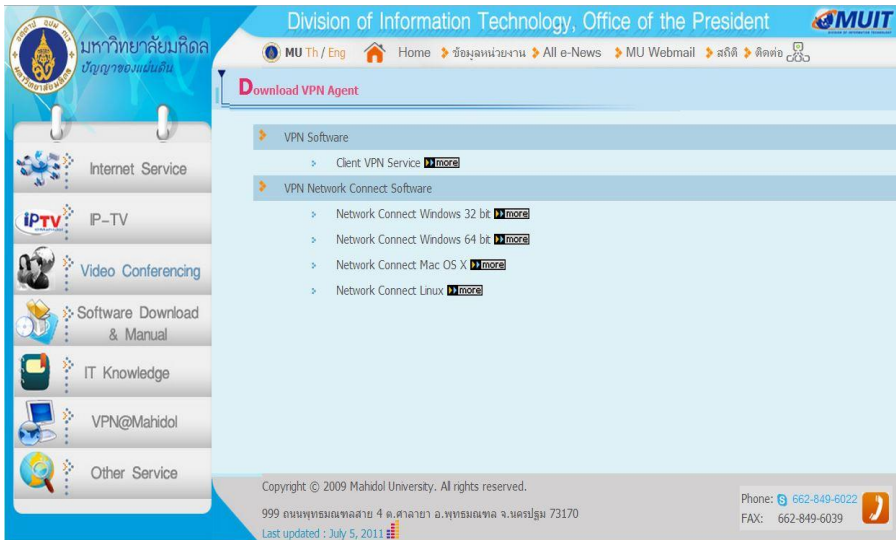 Division of Information Technology, Office of the President
MUIT
มหาวิทยาลัยมหิดล
ปัญญาของแผ่นดิน
MU Th / Eng Home ข้อมูลหน่วยงาน All e-News MU Webmail สถิติ ติดต่อ
Download VPN Agent
Internet Service
iPTV IP-TV
Video Conferencing
Software Download
& Manual
IT Knowledge
VPN@Mahidol
Other Service
VPN Software
Client VPN Service more
VPN Network Connect Software
Network Connect Windows 32 bit more
Network Connect Windows 64 bit more
Network Connect Mac OS X more
Network Connect Linux more
Copyright © 2009 Mahidol University. All rights reserved.
999 ถนนพุทธมณฑลสาย 4 ต.ศาลายา อ.พุทธมณฑล จ.นครปฐม 73170
Last updated : July 5, 2011
Phone: 662-849-6022
FAX: 662-849-6039